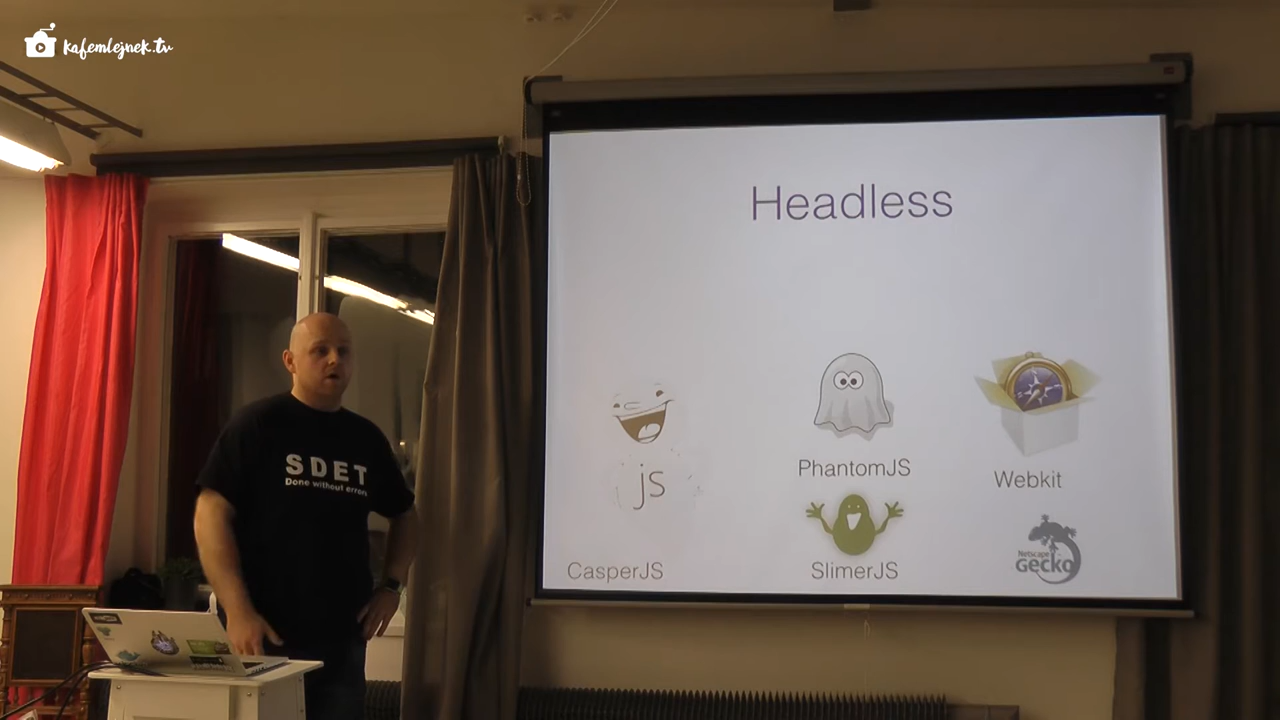 kafemlejnek.tv
Headless
js
PhantomJS
Webkit
CasperJS
SlimerJS
Netscape
GECKO
SDET
Done without errors